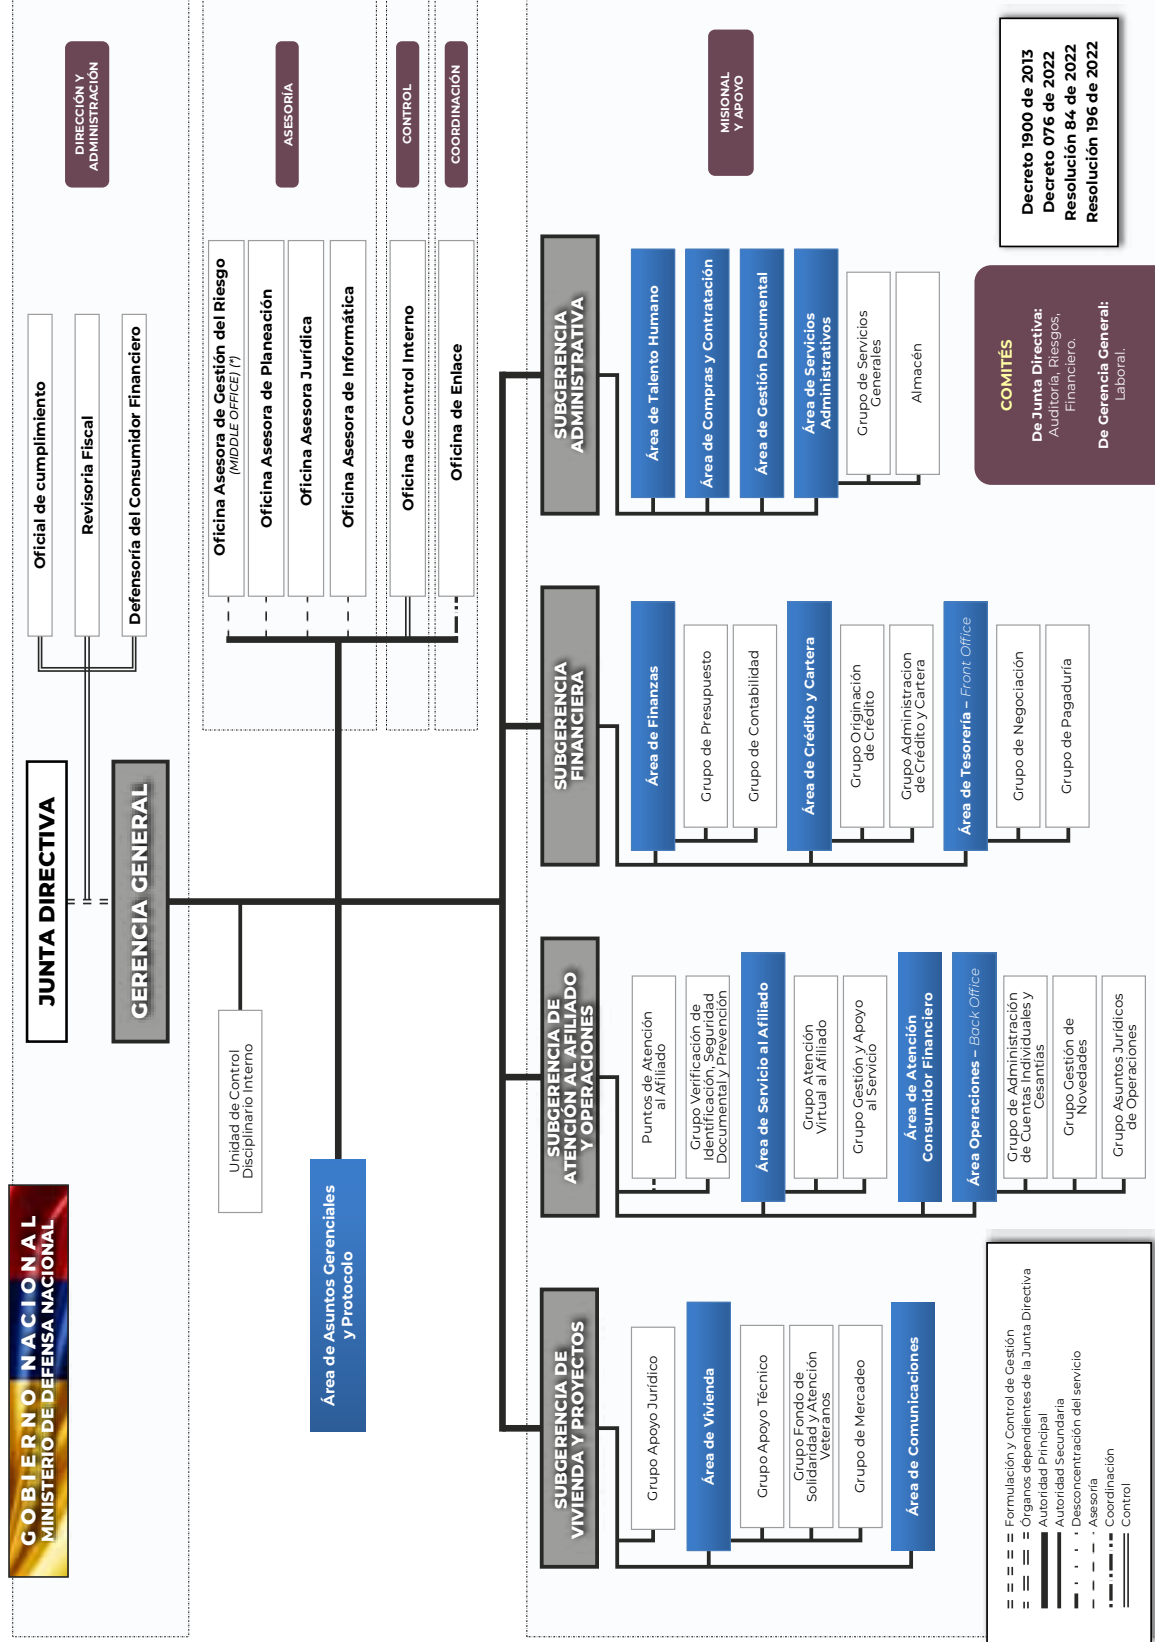 GOBIERNO NACIONAL
MINISTERIO DE DEFENSA NACIONAL
JUNTA DIRECTIVA
GERENCIA GENERAL
Oficial de cumplimiento
Revisoria Fiscal
Defensoría del Consumidor Financiero
DIRECCIÓN Y
ADMINISTRACIÓN
Unidad de Control
Disciplinario Interno
Área de Asuntos Gerenciales
y Protocolo
Oficina Asesora de Gestión del Riesgo
(MIDDLE OFFICE) (*)
Oficina Asesora de Planeación
Oficina Asesora Jurídica
Oficina Asesora de Informática
ASESORÍA
Oficina de Control Interno
CONTROL
Oficina de Enlace
COORDINACIÓN
MISIONAL
Y APOYO
SUBGERENCIA DE
VIVIENDA Y PROYECTOS
Grupo Apoyo Jurídico
Área de Vivienda
Grupo Apoyo Técnico
Grupo Fondo de
Solidaridad y Atención
Veteranos
Grupo de Mercadeo
Área de Comunicaciones
SUBGERENCIA DE
ATENCIÓN AL AFILIADO
Y OPERACIONES
Puntos de Atención
al Afiliado
Grupo Verificación de
Identificación, Seguridad
Documental y Prevención
Área de Servicio al Afiliado
Grupo Atención
Virtual al Afiliado
Grupo Gestión y Apoyo
al Servicio
Área de Atención
Consumidor Financiero
Área Operaciones – Back Office
Grupo de Administración
de Cuentas Individuales y
Cesantías
Grupo Gestión de
Novedades
Grupo Asuntos Jurídicos
de Operaciones
SUBGERENCIA
FINANCIERA
Área de Finanzas
Grupo de Presupuesto
Grupo de Contabilidad
Área de Crédito y Cartera
Grupo Originación
de Crédito
Grupo Administracion
de Crédito y Cartera
Área de Tesorería – Front Office
Grupo de Negociación
Grupo de Pagaduría
SUBGERENCIA
ADMINISTRATIVA
Área de Talento Humano
Área de Compras y Contratación
Área de Gestión Documental
Área de Servicios
Administrativos
Grupo de Servicios
Generales
Almacén
Formulación y Control de Gestión
Órganos dependientes de la Junta Directiva
Autoridad Principal
Autoridad Secundaria
Desconcentración del servicio
Asesoría
Coordinación
Control
COMITÉS
De Junta Directiva:
Auditoría, Riesgos,
Financiero.
De Gerencia General:
Laboral.
Decreto 1900 de 2013
Decreto 076 de 2022
Resolución 84 de 2022
Resolución 196 de 2022